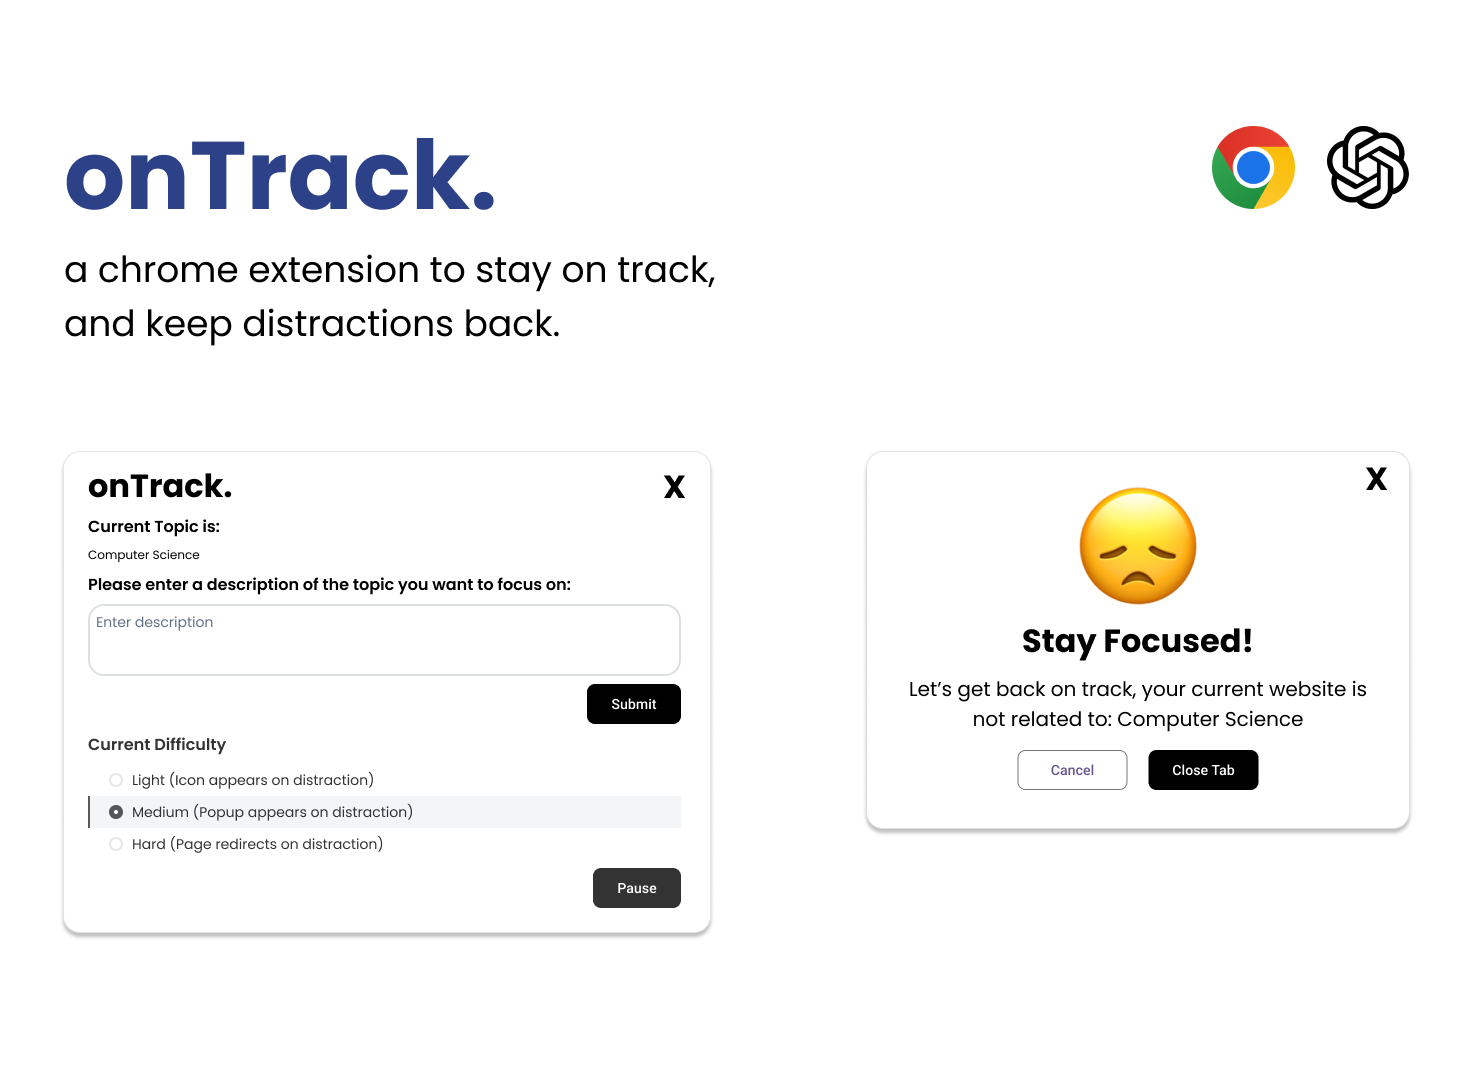 onTrack.
a chrome extension to stay on track,
and keep distractions back.
onTrack.
X
Current Topic is:
Computer Science
Please enter a description of the topic you want to focus on:
Enter description
Submit
Current Difficulty
Light (Icon appears on distraction)
Medium (Popup appears on distraction)
Hard (Page redirects on distraction)
Pause
X
Stay Focused!
Let’s get back on track, your current website is
not related to: Computer Science
Cancel
Close Tab